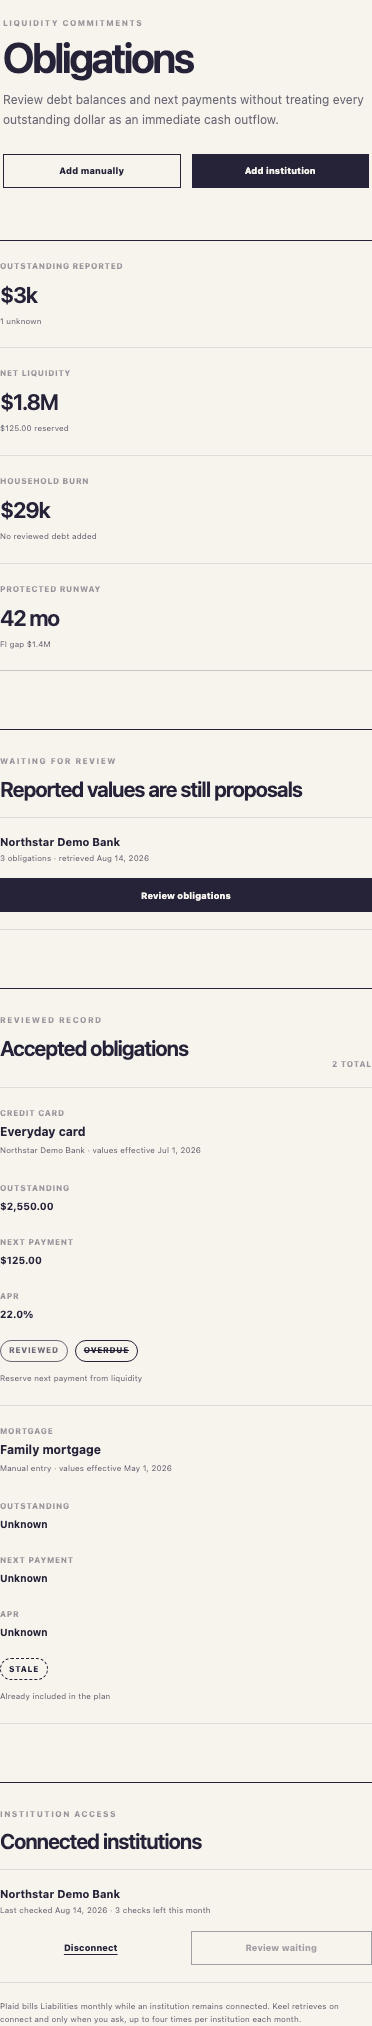 LIQUIDITY COMMITMENTS
Obligations
Review debt balances and next payments without treating every
outstanding dollar as an immediate cash outflow.
Add manually
Add institution
OUTSTANDING REPORTED
$3k
1 unknown
NET LIQUIDITY
$1.8M
$125.00 reserved
HOUSEHOLD BURN
$29k
No reviewed debt added
PROTECTED RUNWAY
42 mo
FI gap $1.4M
WAITING FOR REVIEW
Reported values are still proposals
Northstar Demo Bank
3 obligations · retrieved Aug 14, 2026
Review obligations
REVIEWED RECORD
Accepted obligations
2 TOTAL
CREDIT CARD
Everyday card
Northstar Demo Bank · values effective Jul 1, 2026
OUTSTANDING
$2,550.00
NEXT PAYMENT
$125.00
APR
22.0%
REVIEWED OVERDUE
Reserve next payment from liquidity
MORTGAGE
Family mortgage
Manual entry · values effective May 1, 2026
OUTSTANDING
Unknown
NEXT PAYMENT
Unknown
APR
Unknown
STALE
Already included in the plan
INSTITUTION ACCESS
Connected institutions
Northstar Demo Bank
Last checked Aug 14, 2026 · 3 checks left this month
Disconnect
Review waiting
Plaid bills Liabilities monthly while an institution remains connected. Keel retrieves on
connect and only when you ask, up to four times per institution each month.